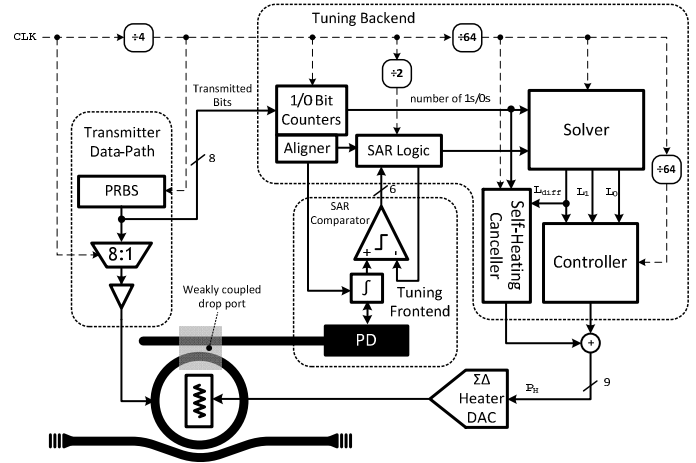 Tuning Backend
CLK
÷4
÷64
÷2
Transmitted
Bits
1/0 Bit
Counters
number of 1s/0s
Solver
Transmitter
Data-Path
Aligner
SAR Logic
8
÷64
PRBS
6
SAR
Comparator
Ldiff
L1
L0
Self-Heating
Canceller
8:1
+
-
Controller
∫
Weakly coupled
drop port
Tuning
Frontend
PD
+
ΣΔ
Heater
DAC
PH
9